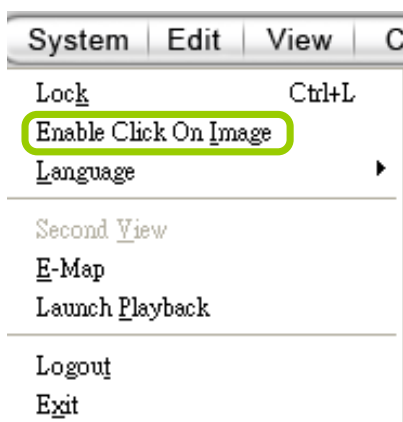 System Edit View C
Lock Ctrl+L
Enable Click On Image
Language
Second View
E-Map
Launch Playback
Logout
Exit